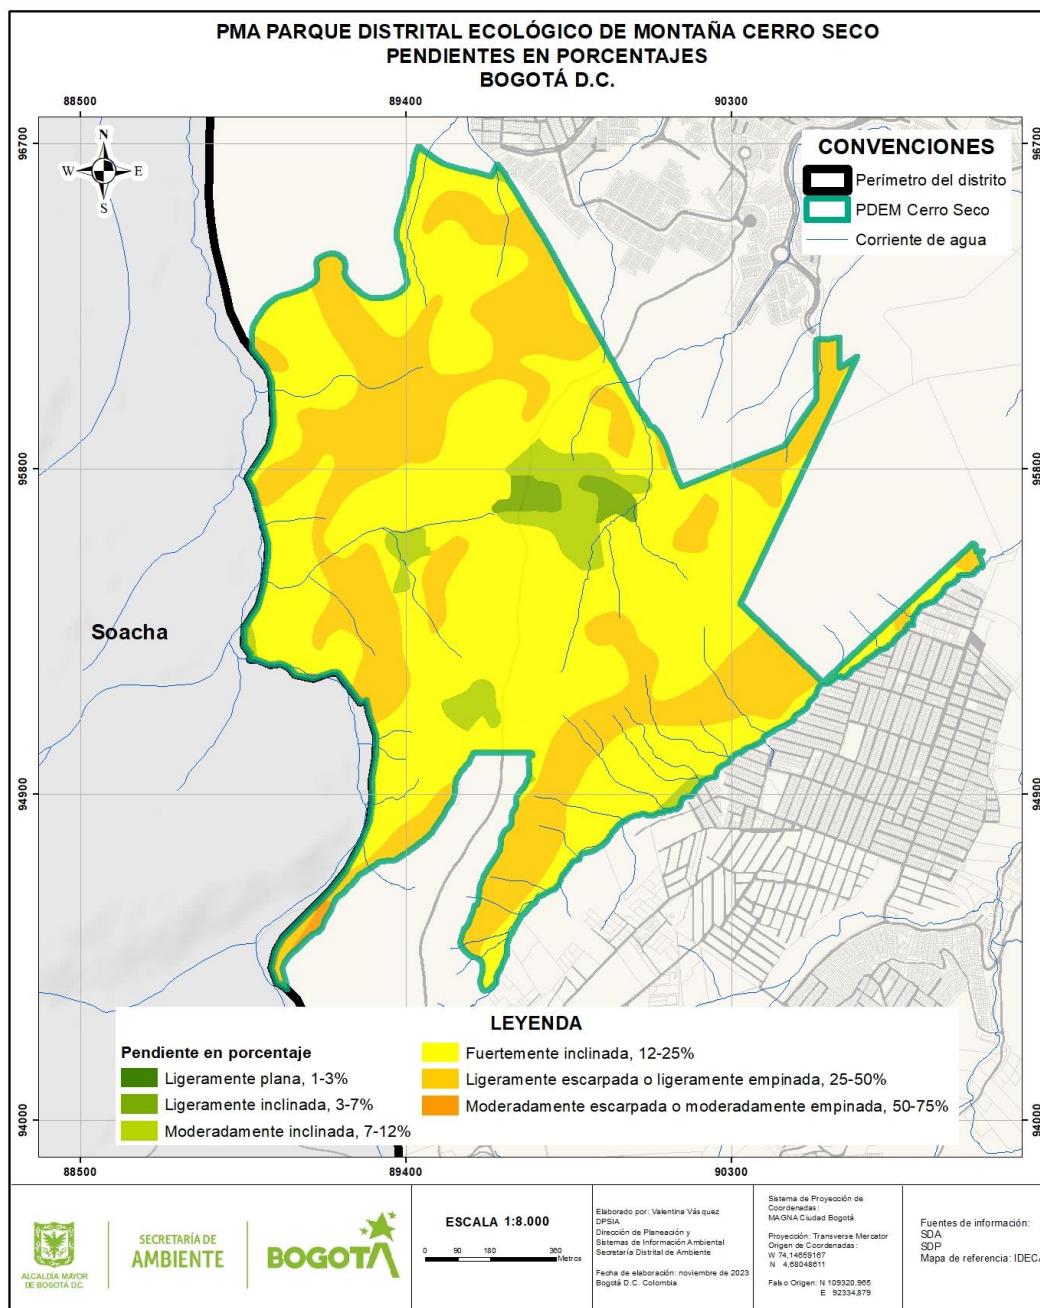 PMA PARQUE DISTRITAL ECOLÓGICO DE MONTAÑA CERRO SECO
PENDIENTES EN PORCENTAJES
BOGOTÁ D.C.
88500
89400
90300
96700
96700
N
W
E
S
CONVENCIONES
Perímetro del distrito
PDEM Cerro Seco
Corriente de agua
95800
95800
Soacha
94900
94900
LEYENDA
Pendiente en porcentaje
Ligeramente plana, 1-3%
Ligeramente inclinada, 3-7%
Moderadamente inclinada, 7-12%
Fuertemente inclinada, 12-25%
Ligeramente escarpada o ligeramente empinada, 25-50%
Moderadamente escarpada o moderadamente empinada, 50-75%
94000
94000
88500
89400
90300
ALCALDÍA MAYOR
DE BOGOTÁ D.C.
SECRETARÍA DE
AMBIENTE
BOGOTÁ
ESCALA 1:8.000
0 90 180 360
Metros
Elaborado por: Valentina Vásquez
DPSIA
Dirección de Planeación y
Sistemas de Información Ambiental
Secretaría Distrital de Ambiente
Fecha de elaboración: noviembre de 2023
Bogotá D.C. Colombia
Sistema de Proyección de
Coordenadas:
MAGNA Ciudad Bogotá
Proyección: Transverse Mercator
Origen de Coordenadas:
W 74,14659167
N 4,68048611
Falso Origen: N 109320,965
E 92334,879
Fuentes de información:
SDA
SDP
Mapa de referencia: IDECA